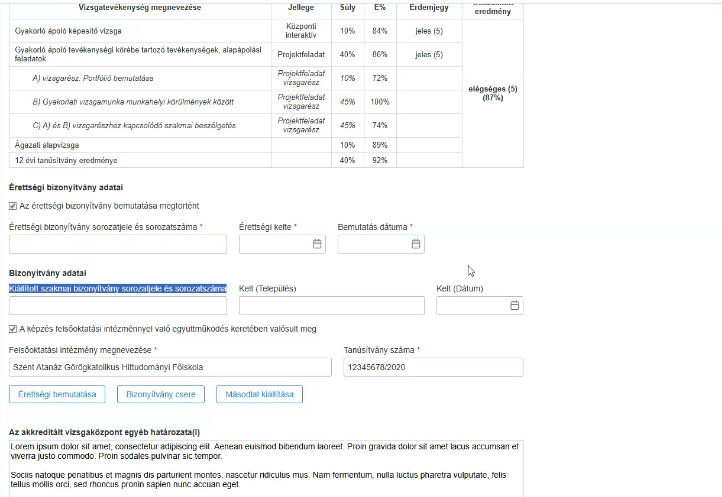 Vizsgatevékenység megnevezése Jellege Súly E% Érdemjegy eredmény
Gyakorló ápoló képesítő vizsga Központi interaktív 10% 84% jeles (5)
Gyakorló ápoló tevékenységi körébe tartozó tevékenységek, alapápolási feladatok Projektfeladat 40% 86% jeles (5)
A) vizsgarész: Portfólió bemutatása Projektfeladat vizsgarész 10% 72%
elégséges (5) (87%)
B) Gyakorlati vizsgamunka munkahelyi körülmények között Projektfeladat vizsgarész 45% 100%
C) A) és B) vizsgarészhez kapcsolódó szakmai beszélgetés Projektfeladat vizsgarész 45% 74%
Ágazati alapvizsga 10% 89%
12 évi tanúsítvány eredménye 40% 92%
Érettségi bizonyítvány adatai
Az érettségi bizonyítvány bemutatása megtörtént
Érettségi bizonyítvány sorozatjele és sorozatszáma * Érettségi kelte * Bemutatás dátuma *
Bizonyítvány adatai
Kiállított szakmai bizonyítvány sorozatjele és sorozatszáma Kelt (Település) Kelt (Dátum)
A képzés felsőoktatási intézménnyel való együttműködés keretében valósult meg
Felsőoktatási intézmény megnevezése * Tanúsítvány száma *
Szent Atanáz Görögkatolikus Hittudományi Főiskola 12345678/2020
Érettségi bemutatása Bizonyítvány csere Másodlat kiállítása
Az akkreditált vizsgaközpont egyéb határozata(i)
Lorem ipsum dolor sit amet, consectetur adipiscing elit. Aenean euismod bibendum laoreet. Proin gravida dolor sit amet lacus accumsan et
viverra justo commodo. Proin sodales pulvinar sic tempor.
Sociis natoque penatibus et magnis dis parturient montes, nascetur ridiculus mus. Nam fermentum, nulla luctus pharetra vulputate, felis
tellus mollis orci, sed rhoncus pronin sapien nunc accuan eget.